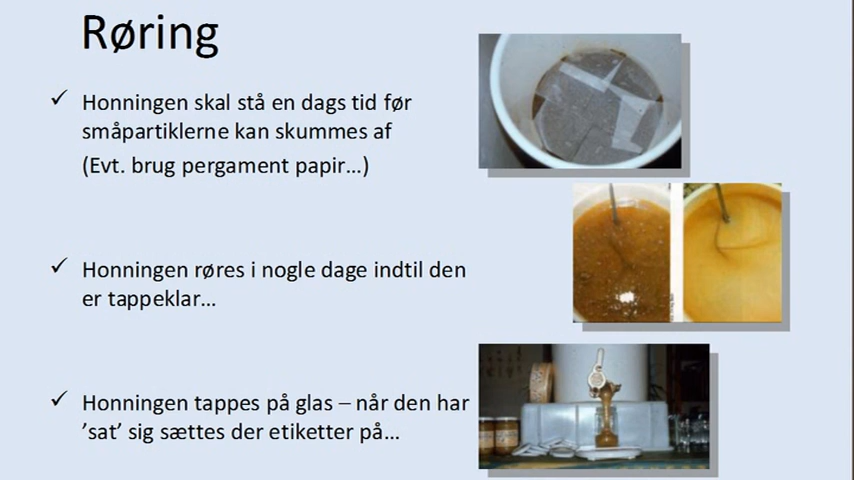 Røring
Honningen skal stå en dags tid før
småpartiklerne kan skummes af
(Evt. brug pergament papir...)
Honningen røres i nogle dage indtil den
er tappeklar...
Honningen tappes på glas – når den har
’sat’ sig sættes der etiketter på...